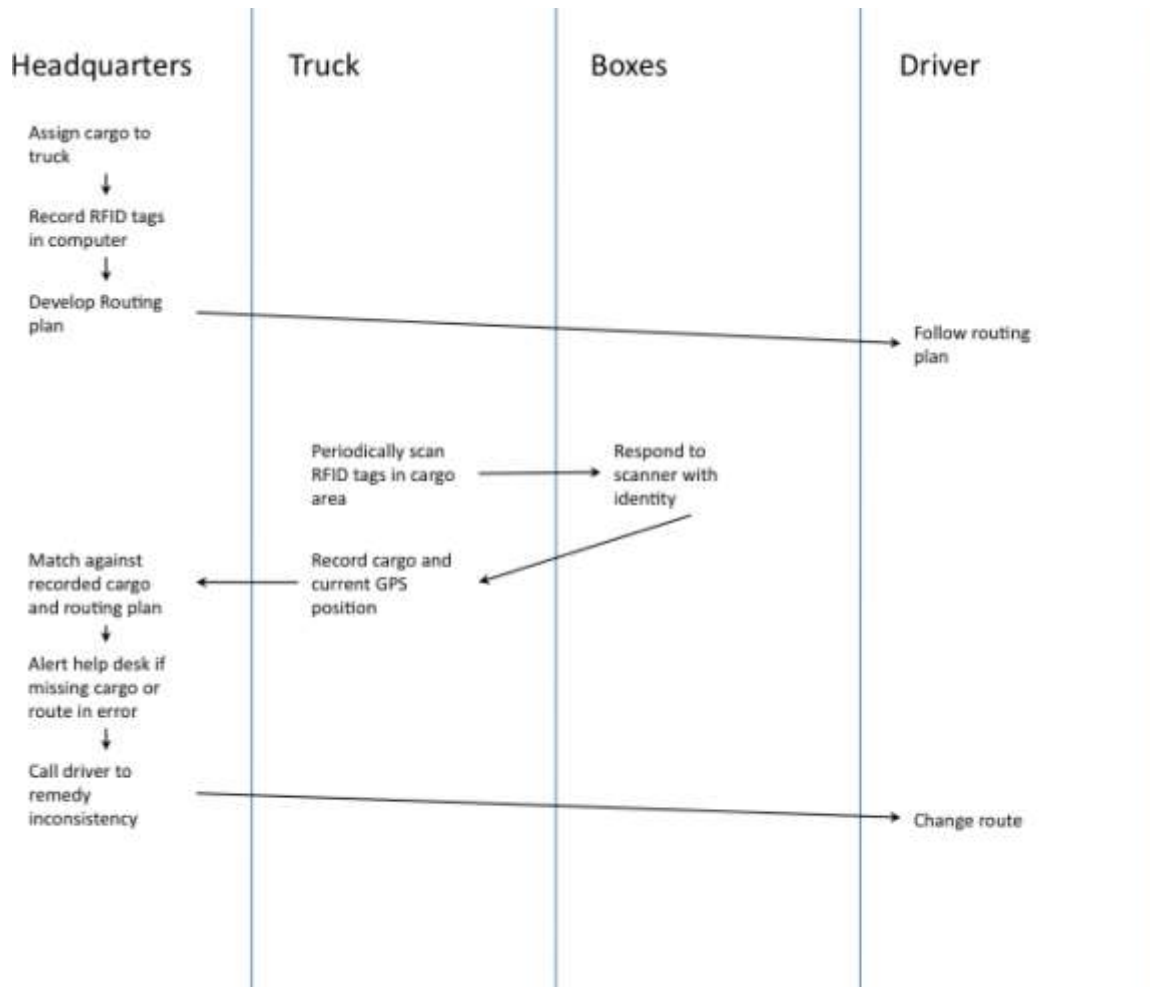 Headquarters
Truck
Boxes
Driver
Assign cargo to
truck
Record RFID tags
in computer
Develop Routing
plan
Follow routing
plan
Periodically scan
RFID tags in cargo
area
Respond to
scanner with
identity
Record cargo and
current GPS
position
Match against
recorded cargo
and routing plan
Alert help desk if
missing cargo or
route in error
Call driver to
remedy
inconsistency
Change route